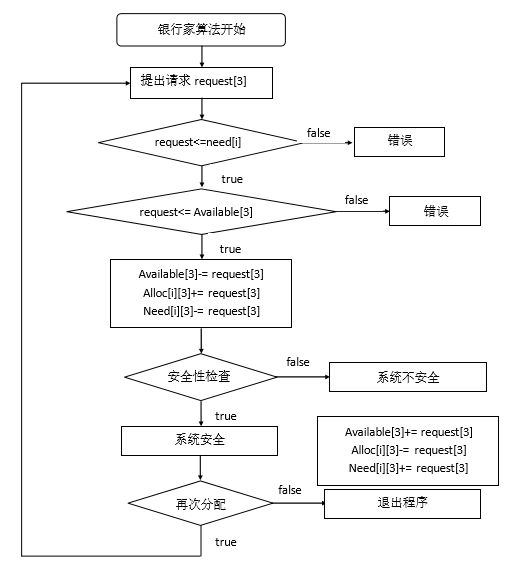 银行家算法开始
提出请求 request[3]
request<=need[i]
false
错误
true
request<= Available[3]
false
错误
true
Available[3]-= request[3]
Alloc[i][3]+= request[3]
Need[i][3]-= request[3]
安全性检查
false
系统不安全
true
系统安全
Available[3]+= request[3]
Alloc[i][3]-= request[3]
Need[i][3]+= request[3]
再次分配
false
退出程序
true